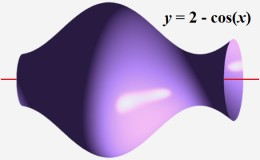 y = 2 - cos(x)